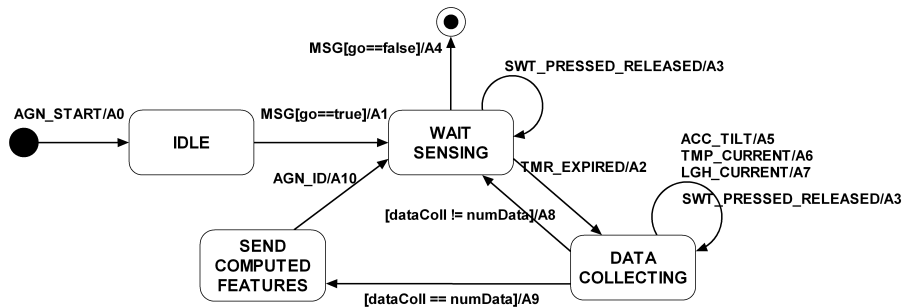 MSG[go==false]/A4
SWT_PRESSED_RELEASED/A3
AGN_START/A0
MSG[go==true]/A1
IDLE
WAIT
SENSING
ACC_TILT/A5
TMP_CURRENT/A6
LGH_CURRENT/A7
SWT_PRESSED_RELEASED/A3
TMR_EXPIRED/A2
AGN_ID/A10
[dataColl != numData]/A8
SEND
COMPUTED
FEATURES
DATA
COLLECTING
[dataColl == numData]/A9